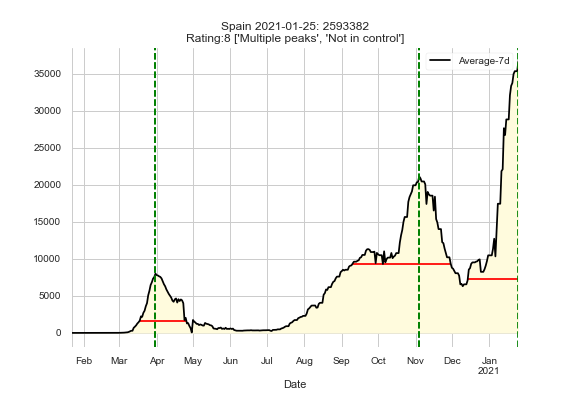 Spain 2021-01-25: 2593382
Rating:8 ['Multiple peaks', 'Not in control']
Average-7d
35000
30000
25000
20000
15000
10000
5000
0
Feb Mar Apr May Jun Jul Aug Sep Oct Nov Dec Jan
2021
Date